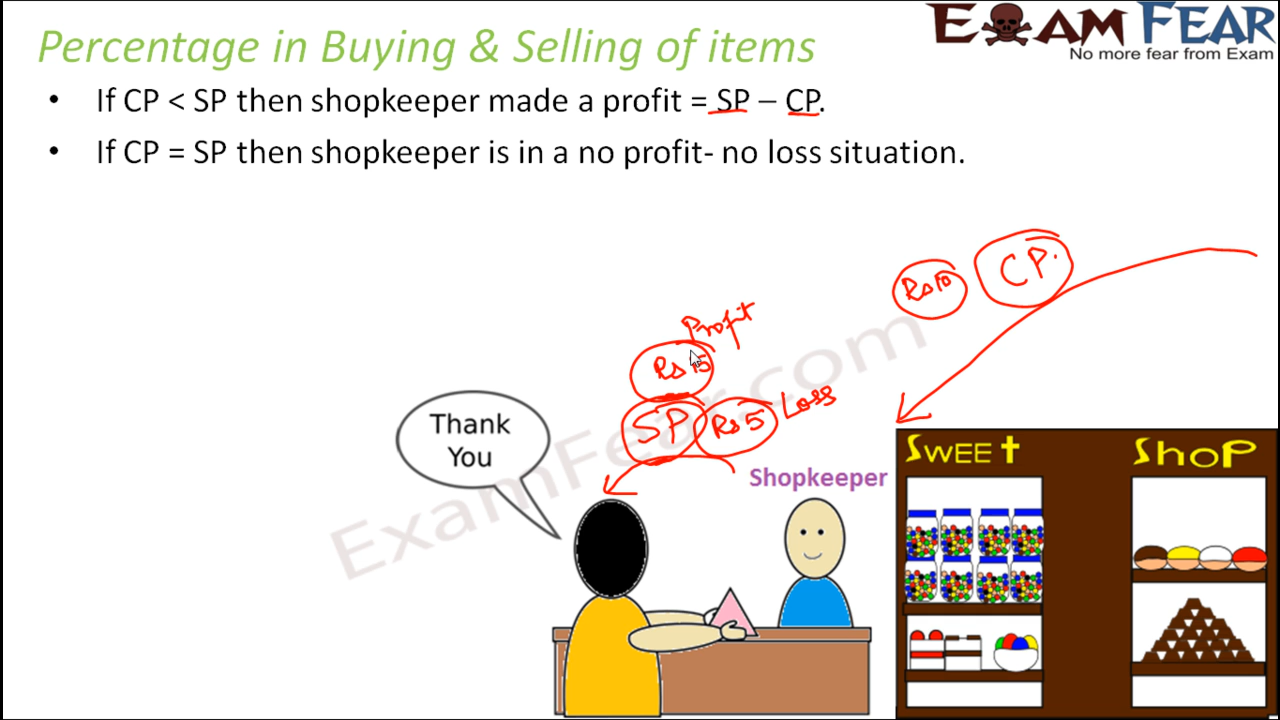 Percentage in Buying & Selling of items
EXAM FEAR
No more fear from Exam
• If CP < SP then shopkeeper made a profit = SP – CP.
• If CP = SP then shopkeeper is in a no profit- no loss situation.
Rs10 CP.
Profit
Rs 15
SP Rs 5 Loss
Thank
You
Shopkeeper
SWEET SHOP
ExamFear.com